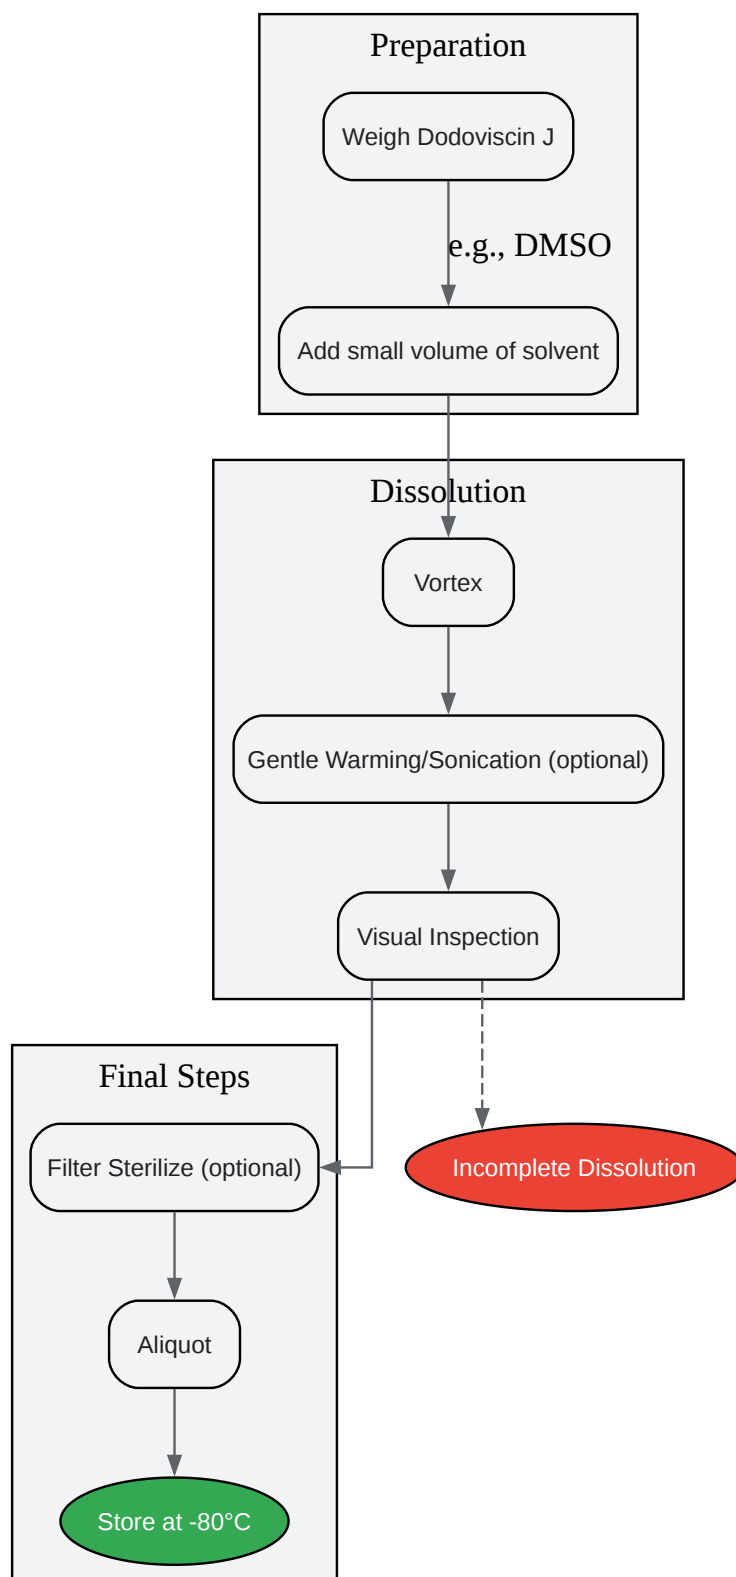 Preparation
Weigh Dodoviscin J
e.g., DMSO
Add small volume of solvent
Dissolution
Vortex
Gentle Warming/Sonication (optional)
Visual Inspection
Final Steps
Filter Sterilize (optional)
Incomplete Dissolution
Aliquot
Store at -80°C